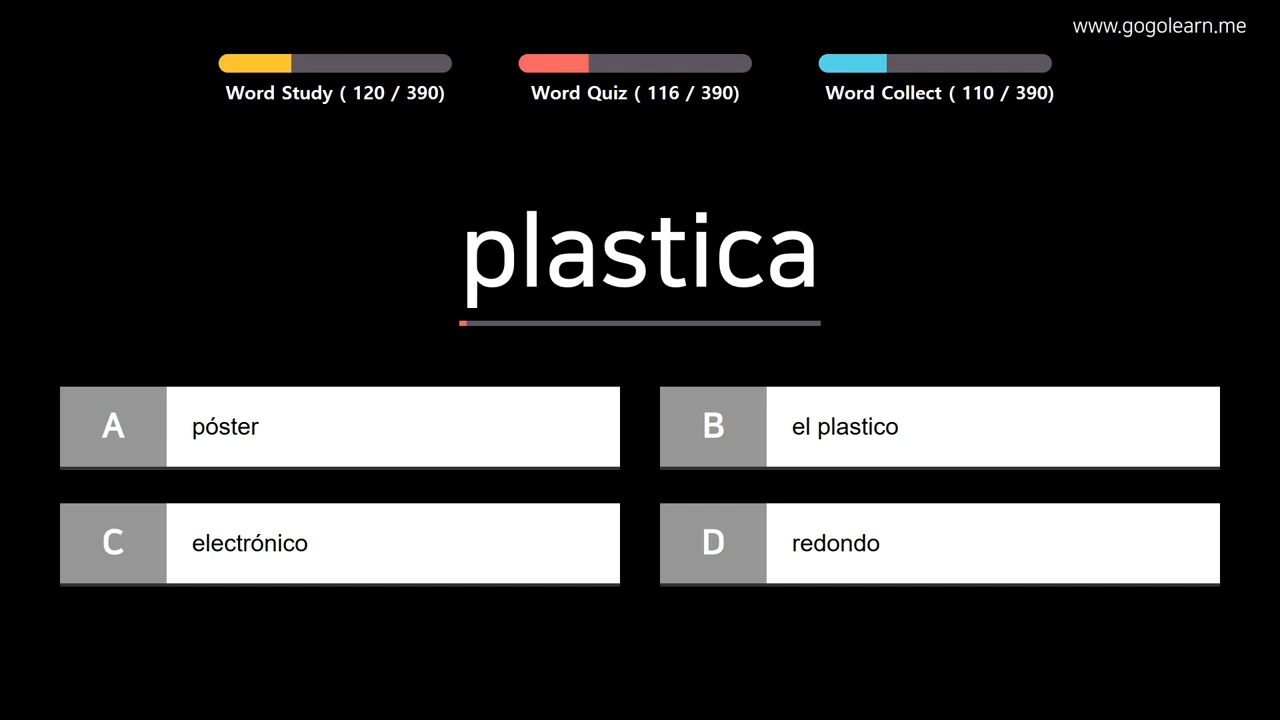 www.gogolearn.me
Word Study ( 120 / 390)
Word Quiz ( 116 / 390)
Word Collect ( 110 / 390)
plastica
A póster
B el plastico
C electrónico
D redondo